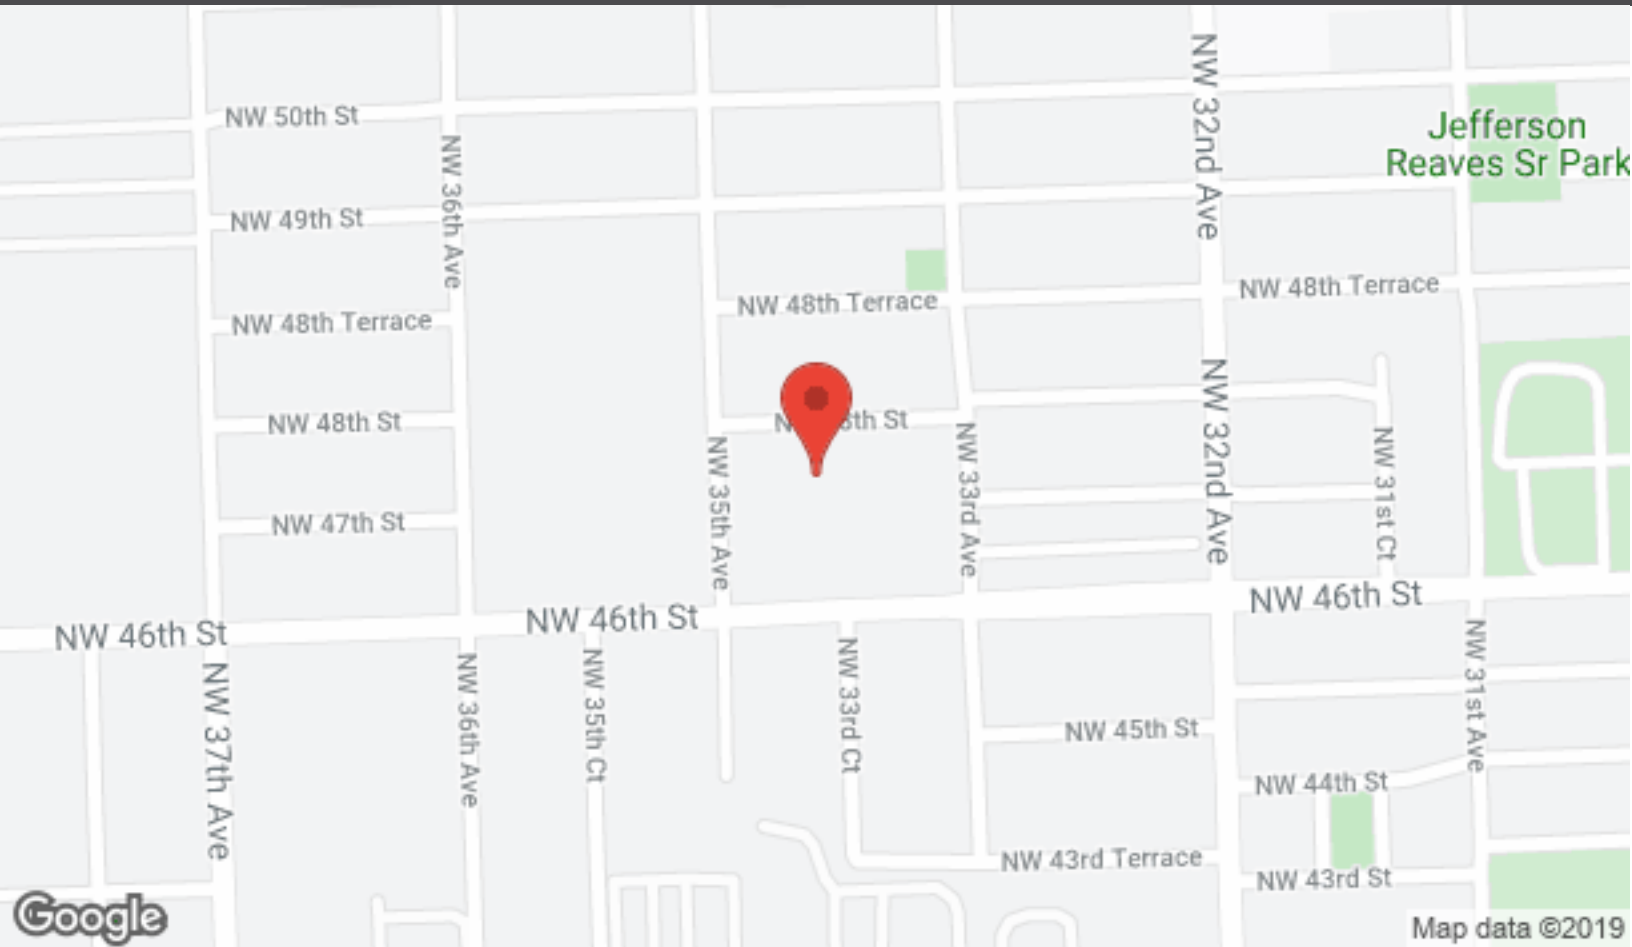 NW 50th St
NW 36th Ave
NW 32nd Ave
Jefferson
Reaves Sr Park
NW 49th St
NW 48th Terrace
NW 48th Terrace
NW 48th Terrace
NW 48th St
8th St
NW 32nd Ave
NW 35th Ave
NW 33rd Ave
NW 31st Ct
NW 47th St
NW 46th St
NW 46th St
NW 46th St
NW 37th Ave
NW 36th Ave
NW 35th Ct
NW 33rd Ct
NW 31st Ave
NW 45th St
NW 44th St
NW 43rd Terrace
NW 43rd St
Google
Map data ©2019